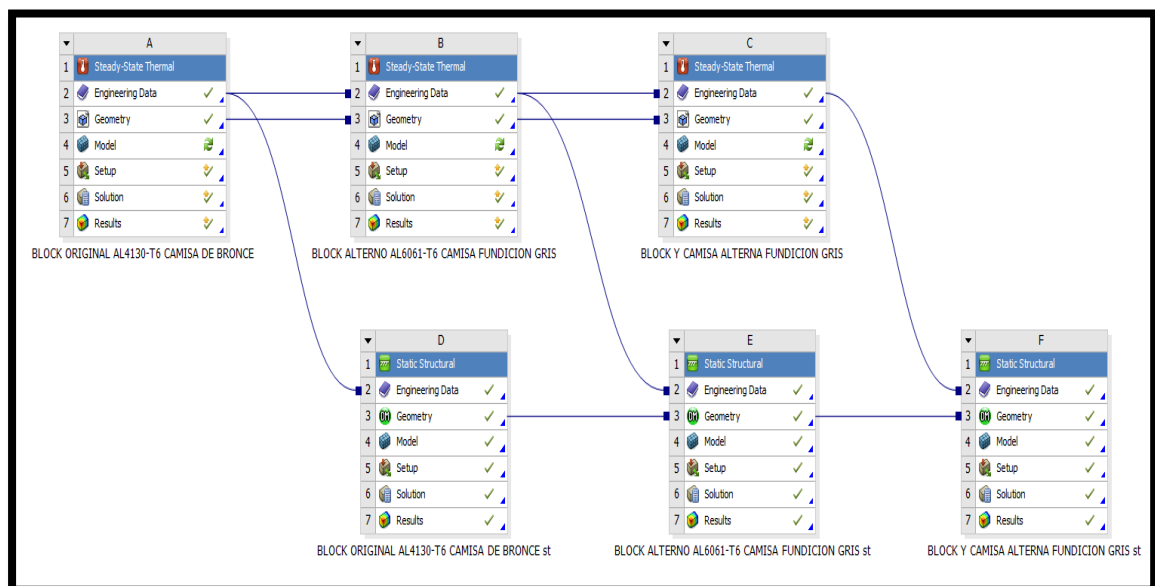 A
1 Steady-State Thermal
2 Engineering Data
3 Geometry
4 Model
5 Setup
6 Solution
7 Results
BLOCK ORIGINAL AL4130-T6 CAMISA DE BRONCE
B
1 Steady-State Thermal
2 Engineering Data
3 Geometry
4 Model
5 Setup
6 Solution
7 Results
BLOCK ALTERNO AL6061-T6 CAMISA FUNDICION GRIS
C
1 Steady-State Thermal
2 Engineering Data
3 Geometry
4 Model
5 Setup
6 Solution
7 Results
BLOCK Y CAMISA ALTERNA FUNDICION GRIS
D
1 Static Structural
2 Engineering Data
3 Geometry
4 Model
5 Setup
6 Solution
7 Results
BLOCK ORIGINAL AL4130-T6 CAMISA DE BRONCE st
E
1 Static Structural
2 Engineering Data
3 Geometry
4 Model
5 Setup
6 Solution
7 Results
BLOCK ALTERNO AL6061-T6 CAMISA FUNDICION GRIS st
F
1 Static Structural
2 Engineering Data
3 Geometry
4 Model
5 Setup
6 Solution
7 Results
BLOCK Y CAMISA ALTERNA FUNDICION GRIS st